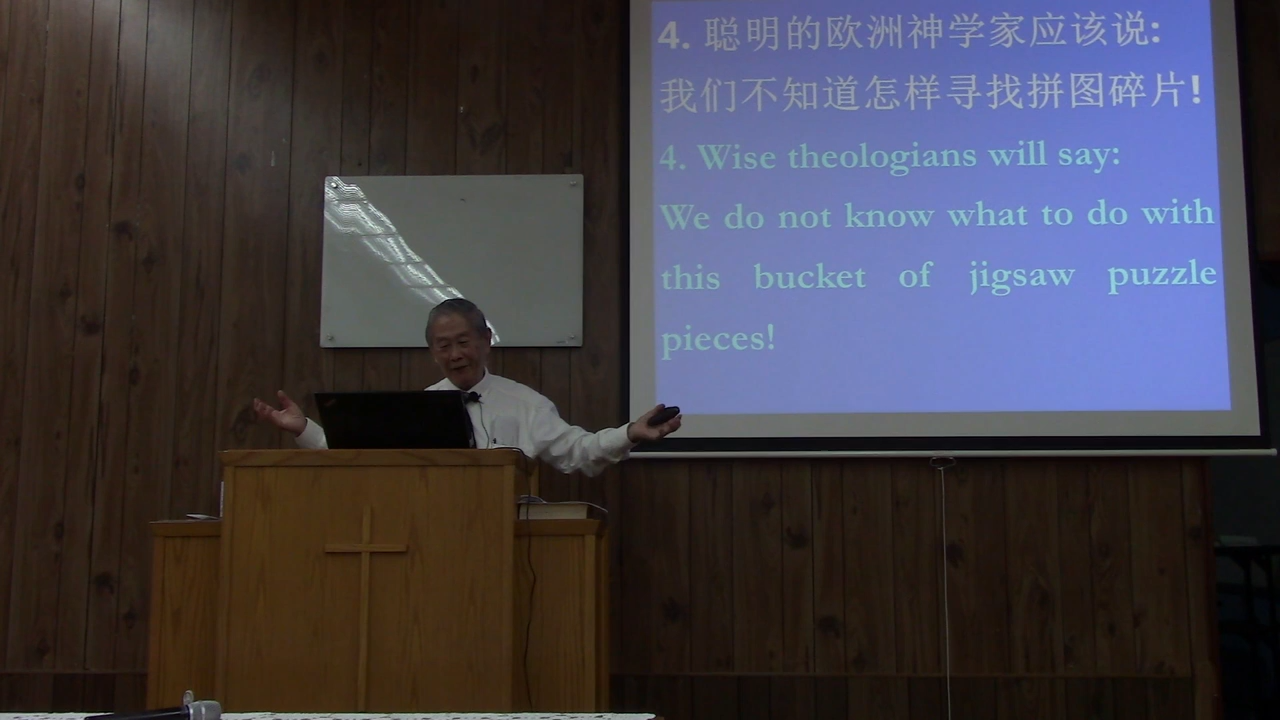 4. 聪明的欧洲神学家应该说:
我们不知道怎样寻找拼图碎片!
4. Wise theologians will say:
We do not know what to do with
this bucket of jigsaw puzzle
pieces!